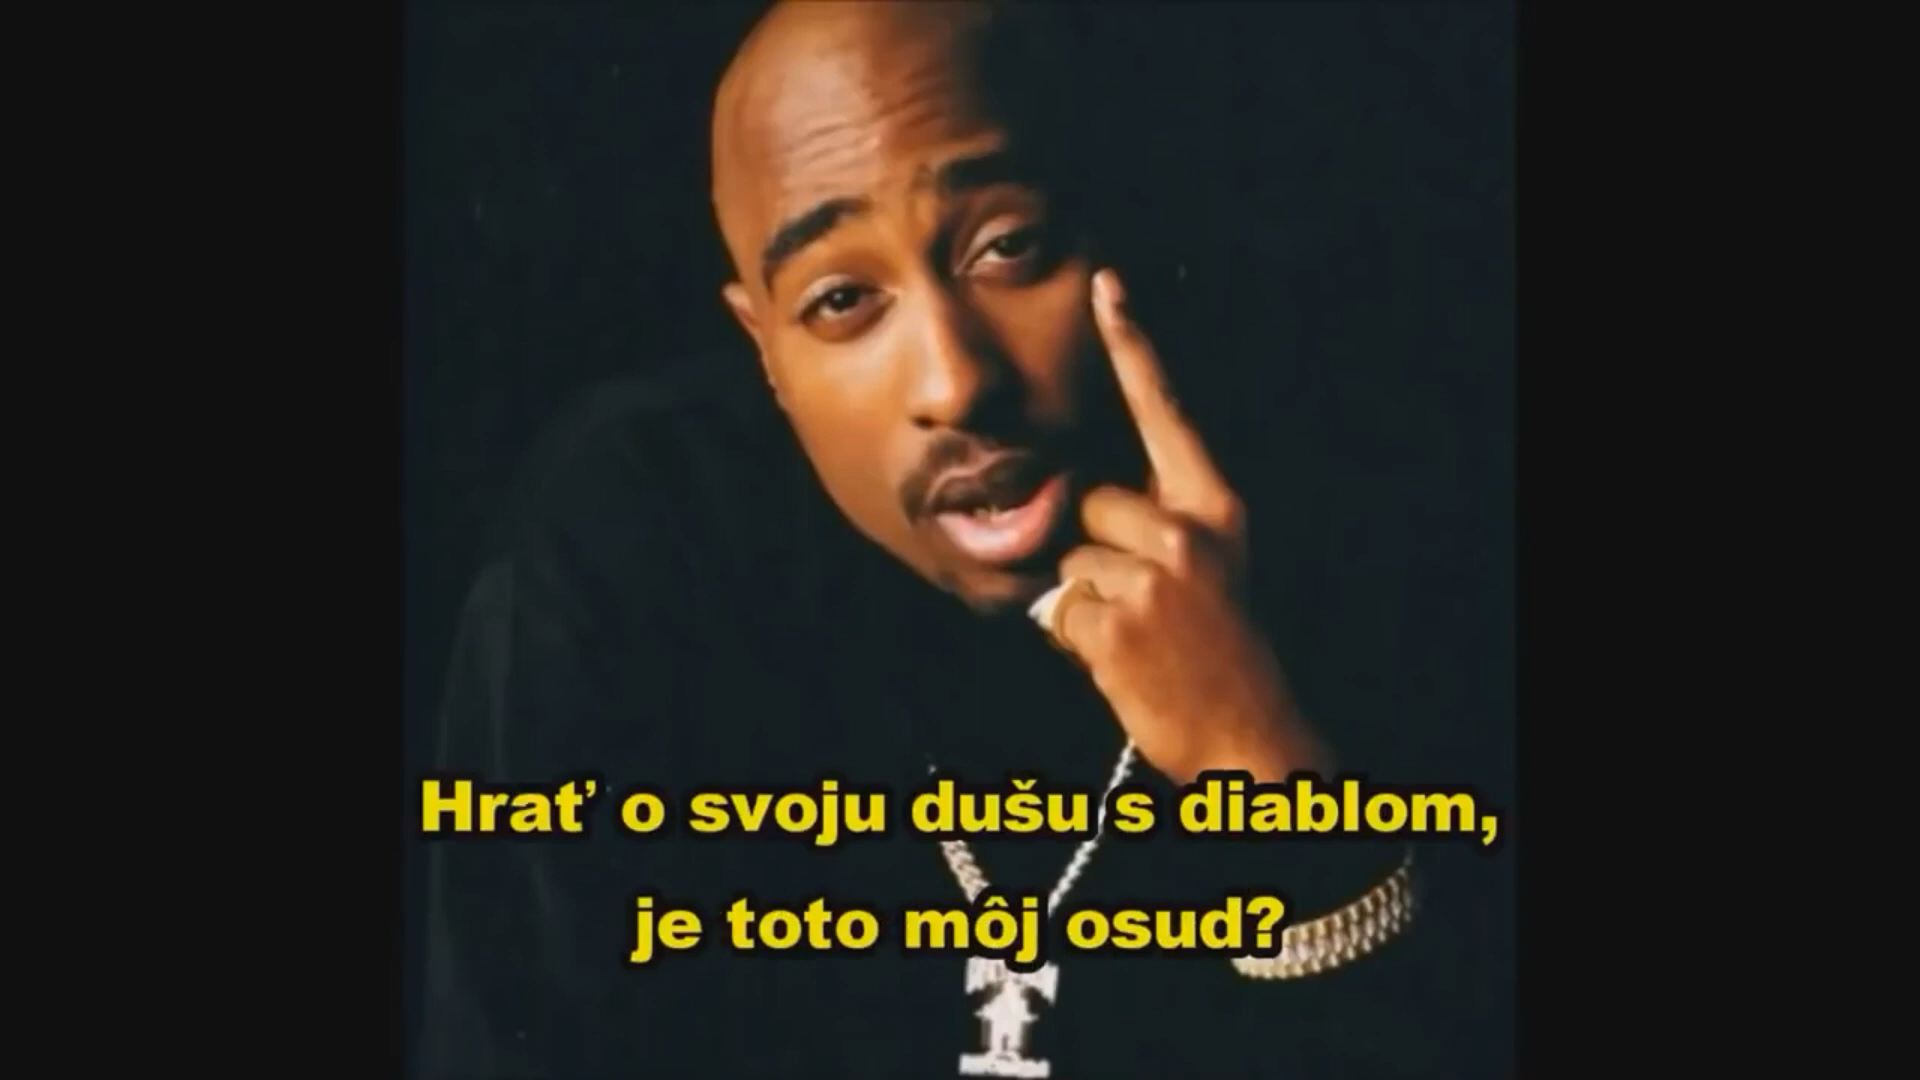 Hrať o svoju dušu s diablom,
je toto môj osud?